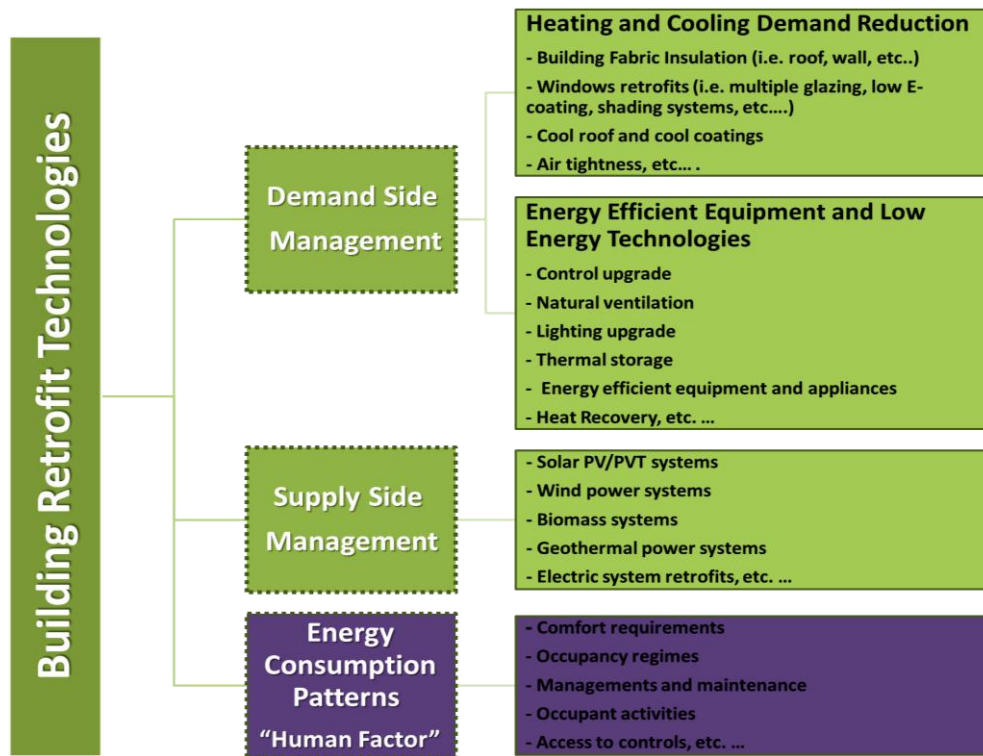 Building Retrofit Technologies
Demand Side
Management
Heating and Cooling Demand Reduction
- Building Fabric Insulation (i.e. roof, wall, etc..)
- Windows retrofits (i.e. multiple glazing, low E-
coating, shading systems, etc....)
- Cool roof and cool coatings
- Air tightness, etc... .
Energy Efficient Equipment and Low
Energy Technologies
- Control upgrade
- Natural ventilation
- Lighting upgrade
- Thermal storage
- Energy efficient equipment and appliances
- Heat Recovery, etc. ...
Supply Side
Management
- Solar PV/PVT systems
- Wind power systems
- Biomass systems
- Geothermal power systems
- Electric system retrofits, etc. ...
Energy
Consumption
Patterns
“Human Factor”
- Comfort requirements
- Occupancy regimes
- Managements and maintenance
- Occupant activities
- Access to controls, etc. ...